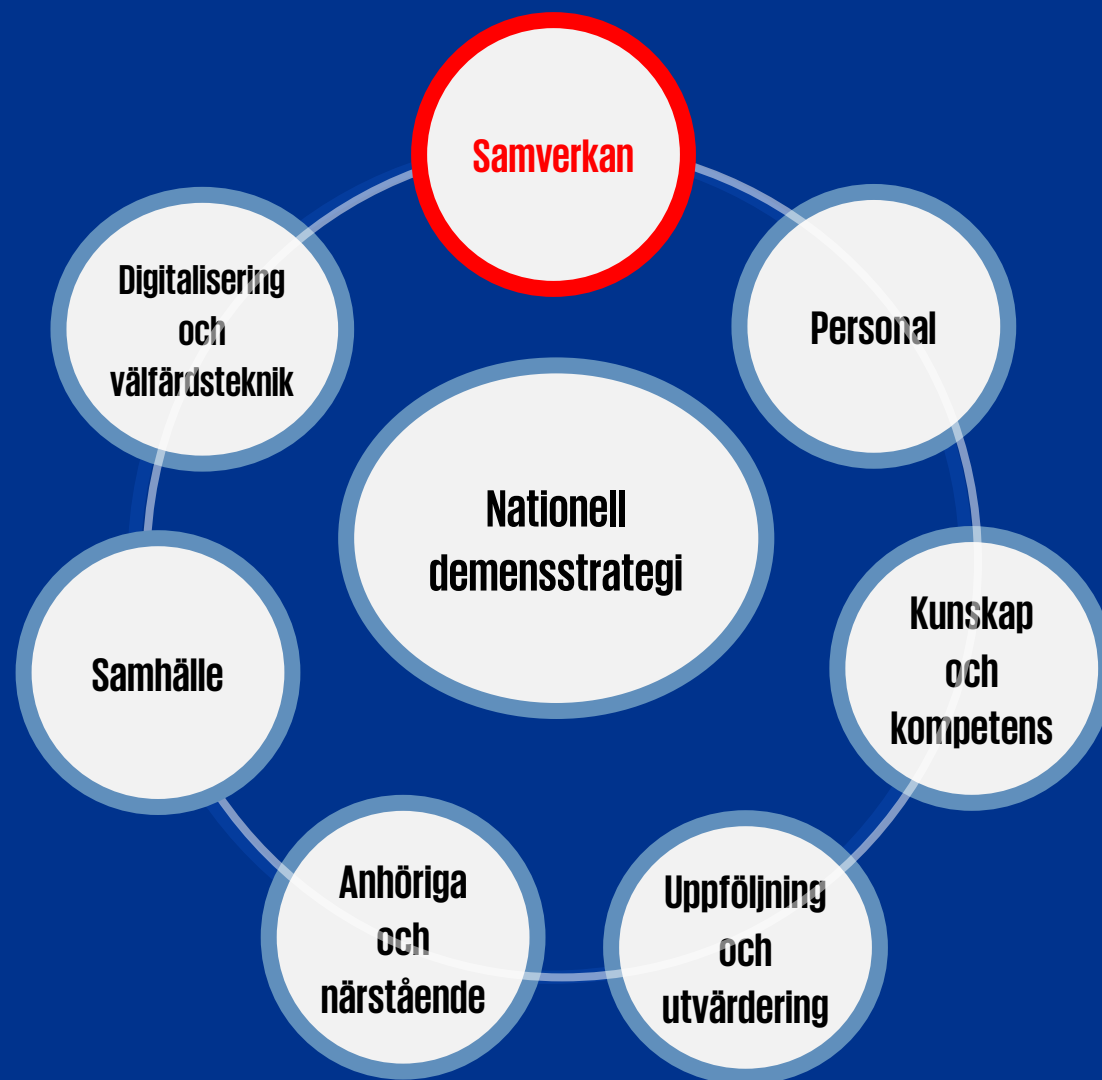 Samverkan
Digitalisering
och
välfärdsteknik
Personal
Nationell
demensstrategi
Kunskap
och
kompetens
Samhälle
Anhöriga
och
närstående
Uppföljning
och
utvärdering